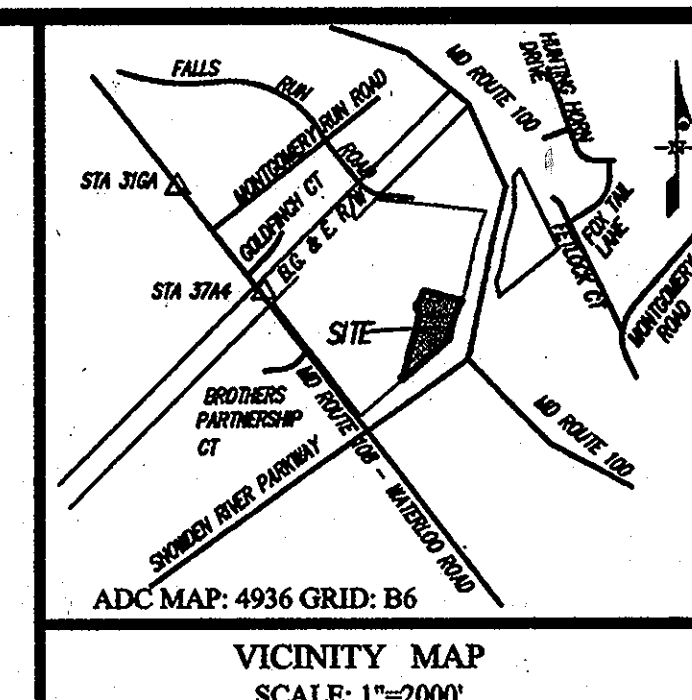 FALLS
RUN
ROAD
MD ROUTE 100
HUNTING HORN
DRIVE
MONTGOMERY RUN ROAD
STA 31GA
GOLDFINCH CT
B.G. & E. R/W
FOX TAIL
LANE
FETLOCK CT
MONTGOMERY
ROAD
STA 37A4
SITE
BROTHERS
PARTNERSHIP
CT
MD ROUTE 108 - WATERLOO ROAD
MD ROUTE 100
SNOWDEN RIVER PARKWAY
ADC MAP: 4936 GRID: B6
VICINITY MAP
SCALE: 1"=2000'